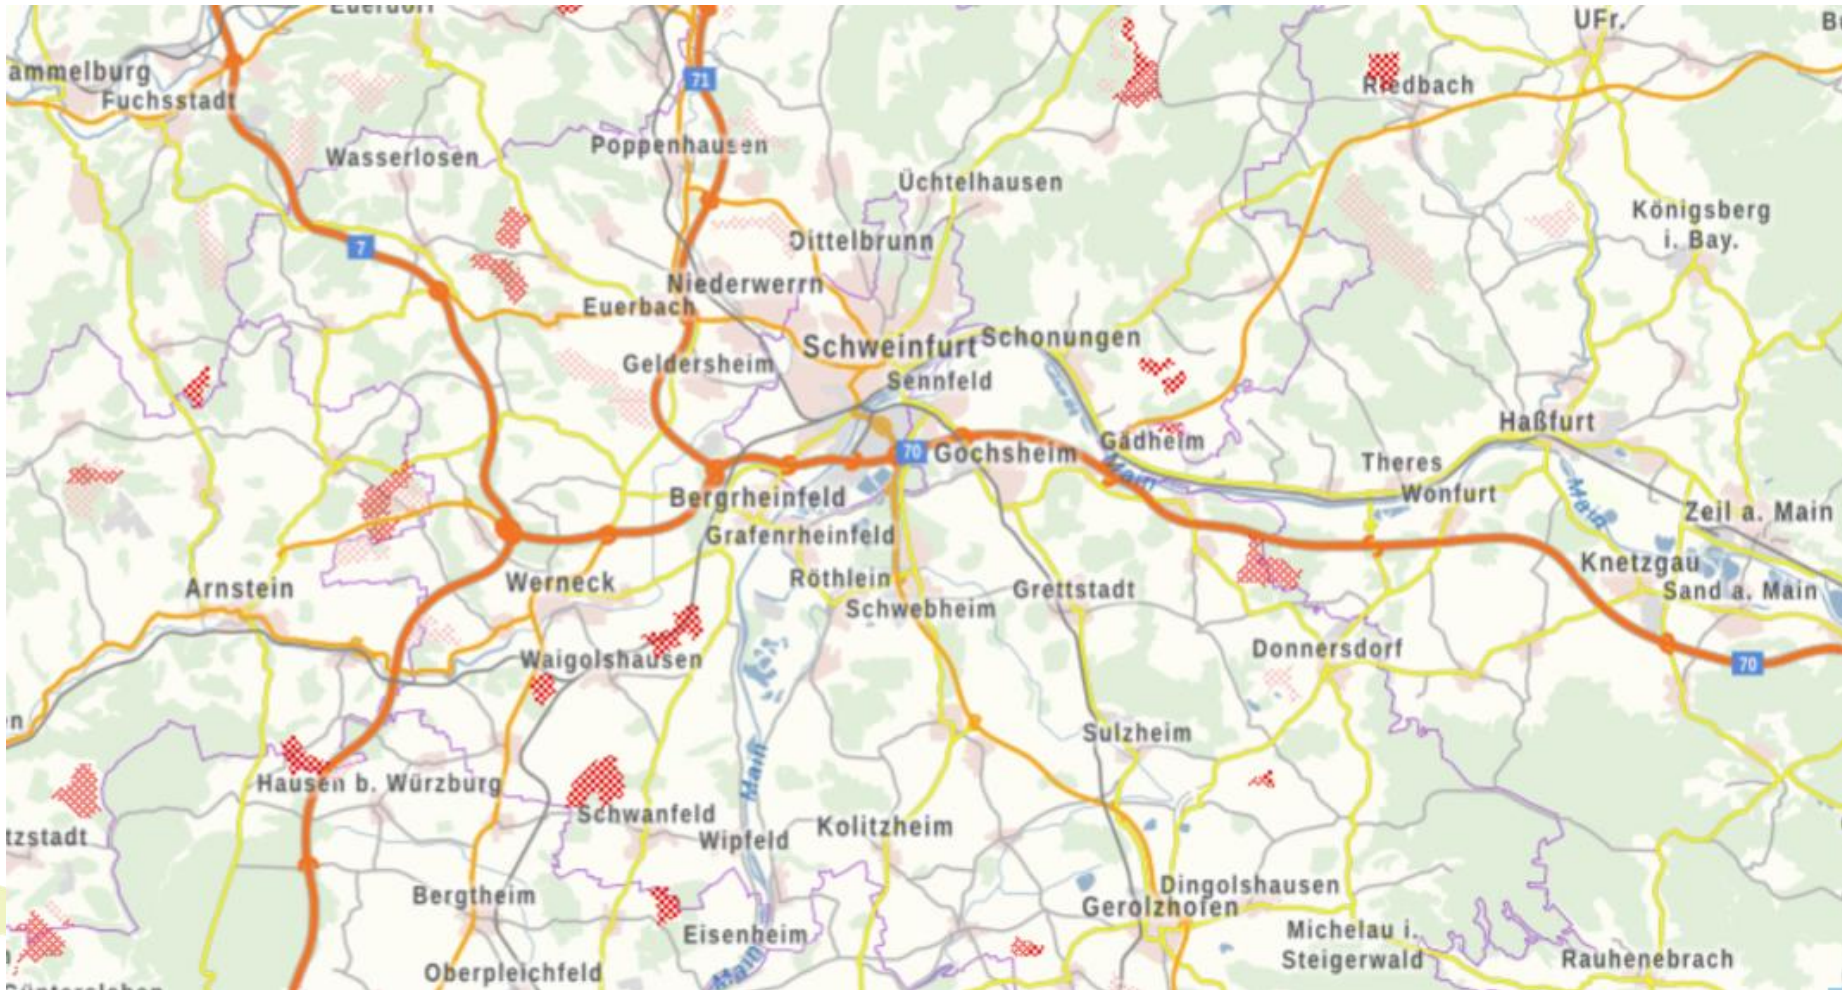 UFr.
ammelburg
Fuchsstadt
71
Riedbach
Poppenhausen
Wasserlosen
Üchtelhausen
Königsberg
i. Bay.
Dittelbrunn
7
Niederwerrn
Euerbach
Schweinfurt
Schonungen
Geldersheim
Sennfeld
Haßfurt
Gädheim
70
Gochsheim
Theres
Main
Wonfurt
Bergrheinfeld
Main
Zeil a. Main
Grafenrheinfeld
Knetzgau
Röthlein
Werneck
Arnstein
Grettstadt
Sand a. Main
Schwebheim
Donnersdorf
Waigolshausen
70
Sulzheim
Main
Hausen b. Würzburg
Schwanfeld
Kolitzheim
tzstadt
Wipfeld
Dingolshausen
Bergtheim
Gerolzhofen
Michelau i.
Steigerwald
Eisenheim
Rauhenebrach
Main
Oberpleichfeld